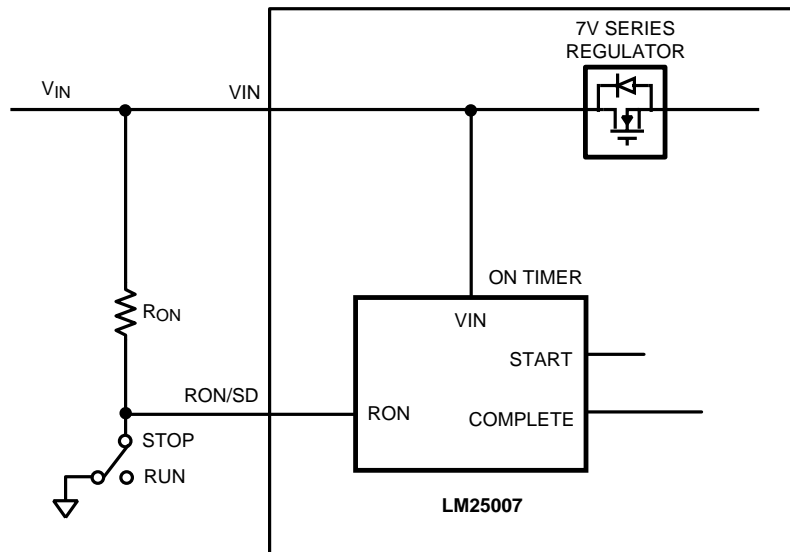 7V SERIES
REGULATOR
VIN
VIN
ON TIMER
VIN
RON
START
RON/SD
RON
COMPLETE
STOP
RUN
LM25007